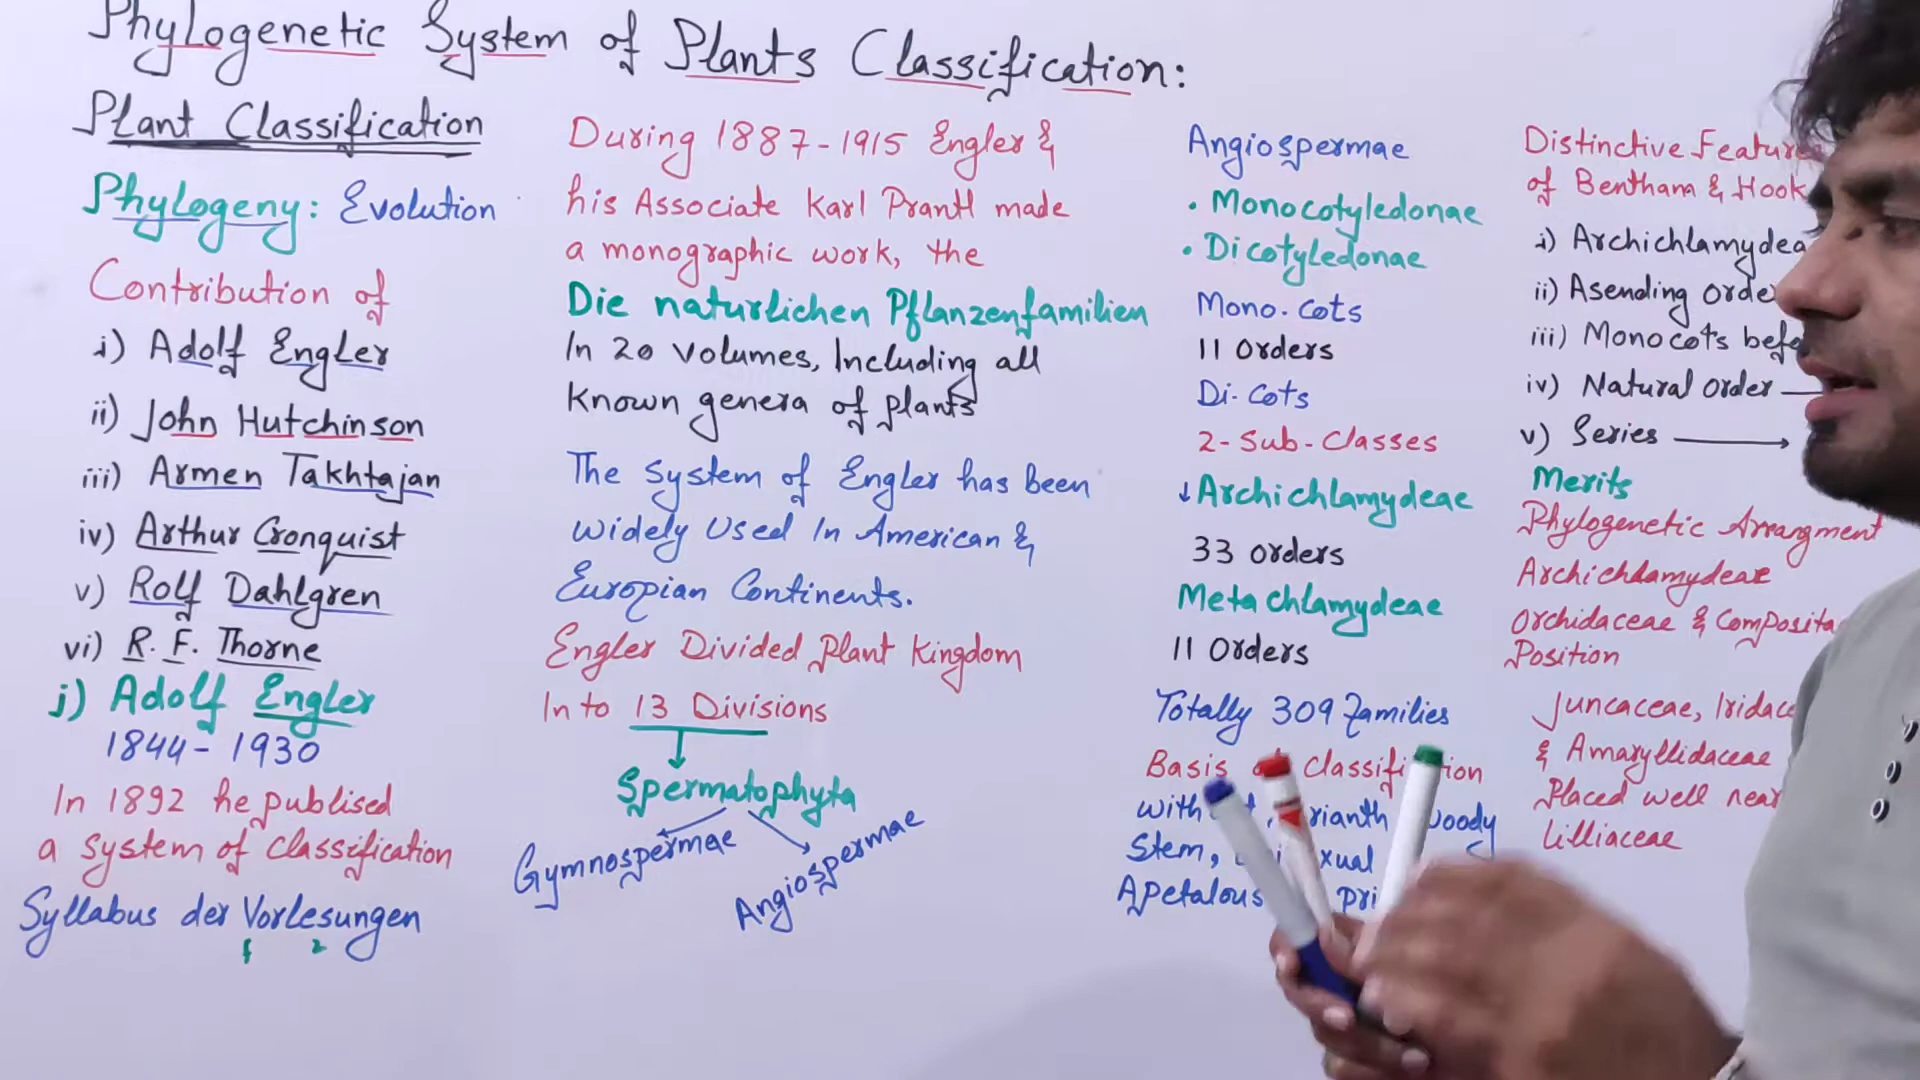 Phylogenetic System of Plants Classification:
Plant Classification
Phylogeny: Evolution
Contribution of
i) Adolf Engler
ii) John Hutchinson
iii) Armen Takhtajan
iv) Arthur Cronquist
v) Rolf Dahlgren
vi) R. F. Thorne
j) Adolf Engler
1844 - 1930
In 1892 he publised
a System of classification
Syllabus der Vorlesungen
1 2
During 1887-1915 Engler &
his Associate Karl Prantl made
a monographic work, the
Die naturlichen Pflanzenfamilien
In 20 volumes, Including all
Known genera of plants
The System of Engler has been
Widely Used In American &
Europian Continents.
Engler Divided Plant Kingdom
In to 13 Divisions
Spermatophyta
Gymnospermae
Angiospermae
Angiospermae
• Monocotyledonae
• Dicotyledonae
Mono-cots
11 Orders
Di-cots
2-Sub-classes
↓ Archichlamydeae
33 orders
Metachlamydeae
11 Orders
Totally 309 Families
Basis Classification
Woody
Stem,
Apetalous
Distinctive Feature
of Bentham & Hook
i) Archichlamydea
ii) Asending Orde
iii) Monocots befo
iv) Natural order —
v) Series →
Merits
Phylogenetic Arrangment
Archichlamydeae
Orchidaceae & Composita
Position
Juncaceae, Iridac
& Amaryllidaceae
Placed well near
Lilliaceae